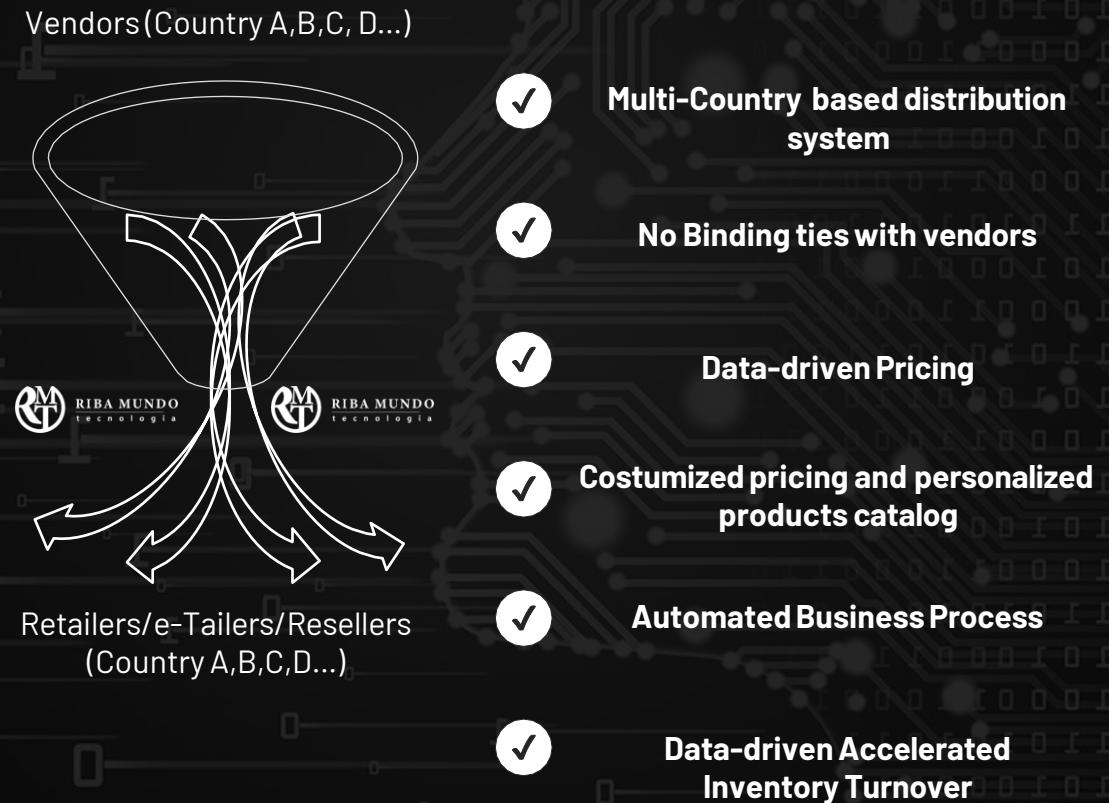 Vendors (Country A,B,C, D...)
RMT RIBA MUNDO
tecnologia
RMT RIBA MUNDO
tecnologia
Retailers/e-Tailers/Resellers
(Country A,B,C,D...)
Multi-Country based distribution
system
No Binding ties with vendors
Data-driven Pricing
Costumized pricing and personalized
products catalog
Automated Business Process
Data-driven Accelerated
Inventory Turnover